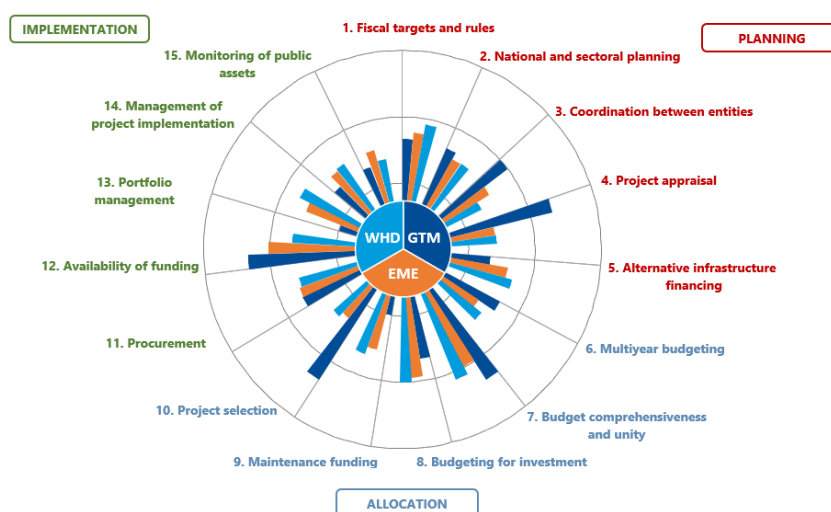 IMPLEMENTATION
PLANNING
1. Fiscal targets and rules
2. National and sectoral planning
3. Coordination between entities
4. Project appraisal
5. Alternative infrastructure
financing
6. Multiyear budgeting
7. Budget comprehensiveness
and unity
8. Budgeting for investment
9. Maintenance funding
10. Project selection
11. Procurement
12. Availability of funding
13. Portfolio
management
14. Management of
project implementation
15. Monitoring of public
assets
WHD
GTM
EME
ALLOCATION